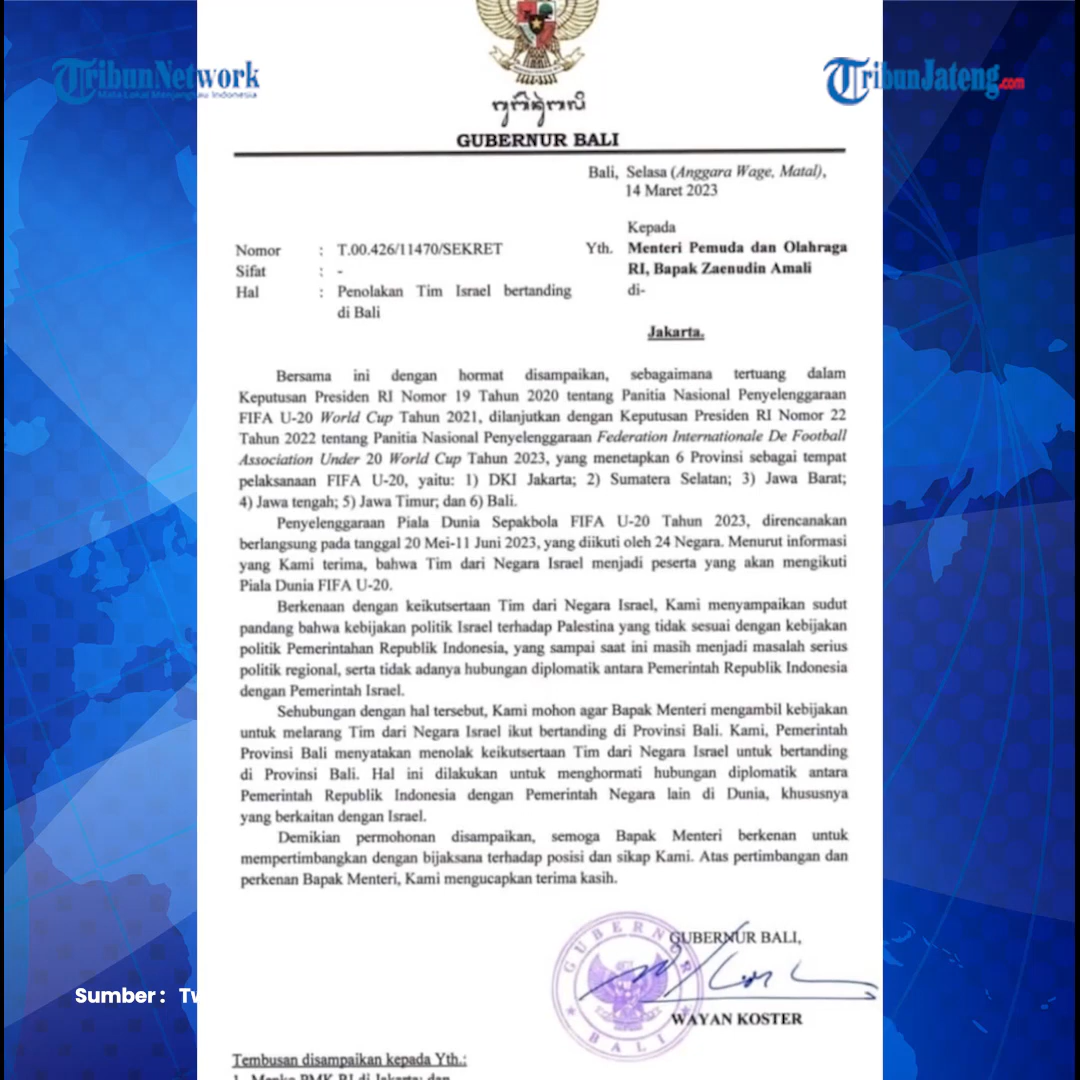 TribunNetwork
Mata Lokal Menjangkau Indonesia
TribunJateng.com
GUBERNUR BALI
Bali, Selasa (Anggara Wage, Matal),
14 Maret 2023
Kepada
Nomor : T.00.426/11470/SEKRET
Yth. Menteri Pemuda dan Olahraga
Sifat : -
RI, Bapak Zaenudin Amali
Hal : Penolakan Tim Israel bertanding
di-
di Bali
Jakarta.
Bersama ini dengan hormat disampaikan, sebagaimana tertuang dalam
Keputusan Presiden RI Nomor 19 Tahun 2020 tentang Panitia Nasional Penyelenggaraan
FIFA U-20 World Cup Tahun 2021, dilanjutkan dengan Keputusan Presiden RI Nomor 22
Tahun 2022 tentang Panitia Nasional Penyelenggaraan Federation Internationale De Football
Association Under 20 World Cup Tahun 2023, yang menetapkan 6 Provinsi sebagai tempat
pelaksanaan FIFA U-20, yaitu: 1) DKI Jakarta; 2) Sumatera Selatan; 3) Jawa Barat;
4) Jawa tengah; 5) Jawa Timur; dan 6) Bali.
Penyelenggaraan Piala Dunia Sepakbola FIFA U-20 Tahun 2023, direncanakan
berlangsung pada tanggal 20 Mei-11 Juni 2023, yang diikuti oleh 24 Negara. Menurut informasi
yang Kami terima, bahwa Tim dari Negara Israel menjadi peserta yang akan mengikuti
Piala Dunia FIFA U-20.
Berkenaan dengan keikutsertaan Tim dari Negara Israel, Kami menyampaikan sudut
pandang bahwa kebijakan politik Israel terhadap Palestina yang tidak sesuai dengan kebijakan
politik Pemerintahan Republik Indonesia, yang sampai saat ini masih menjadi masalah serius
politik regional, serta tidak adanya hubungan diplomatik antara Pemerintah Republik Indonesia
dengan Pemerintah Israel.
Sehubungan dengan hal tersebut, Kami mohon agar Bapak Menteri mengambil kebijakan
untuk melarang Tim dari Negara Israel ikut bertanding di Provinsi Bali. Kami, Pemerintah
Provinsi Bali menyatakan menolak keikutsertaan Tim dari Negara Israel untuk bertanding
di Provinsi Bali. Hal ini dilakukan untuk menghormati hubungan diplomatik antara
Pemerintah Republik Indonesia dengan Pemerintah Negara lain di Dunia, khususnya
yang berkaitan dengan Israel.
Demikian permohonan disampaikan, semoga Bapak Menteri berkenan untuk
mempertimbangkan dengan bijaksana terhadap posisi dan sikap Kami. Atas pertimbangan dan
perkenan Bapak Menteri, Kami mengucapkan terima kasih.
GUBERNUR BALI,
GUBERNUR
BALI
WAYAN KOSTER
Sumber : Tw
Tembusan disampaikan kepada Yth.:
1. Menko PMK RI di Jakarta; dan